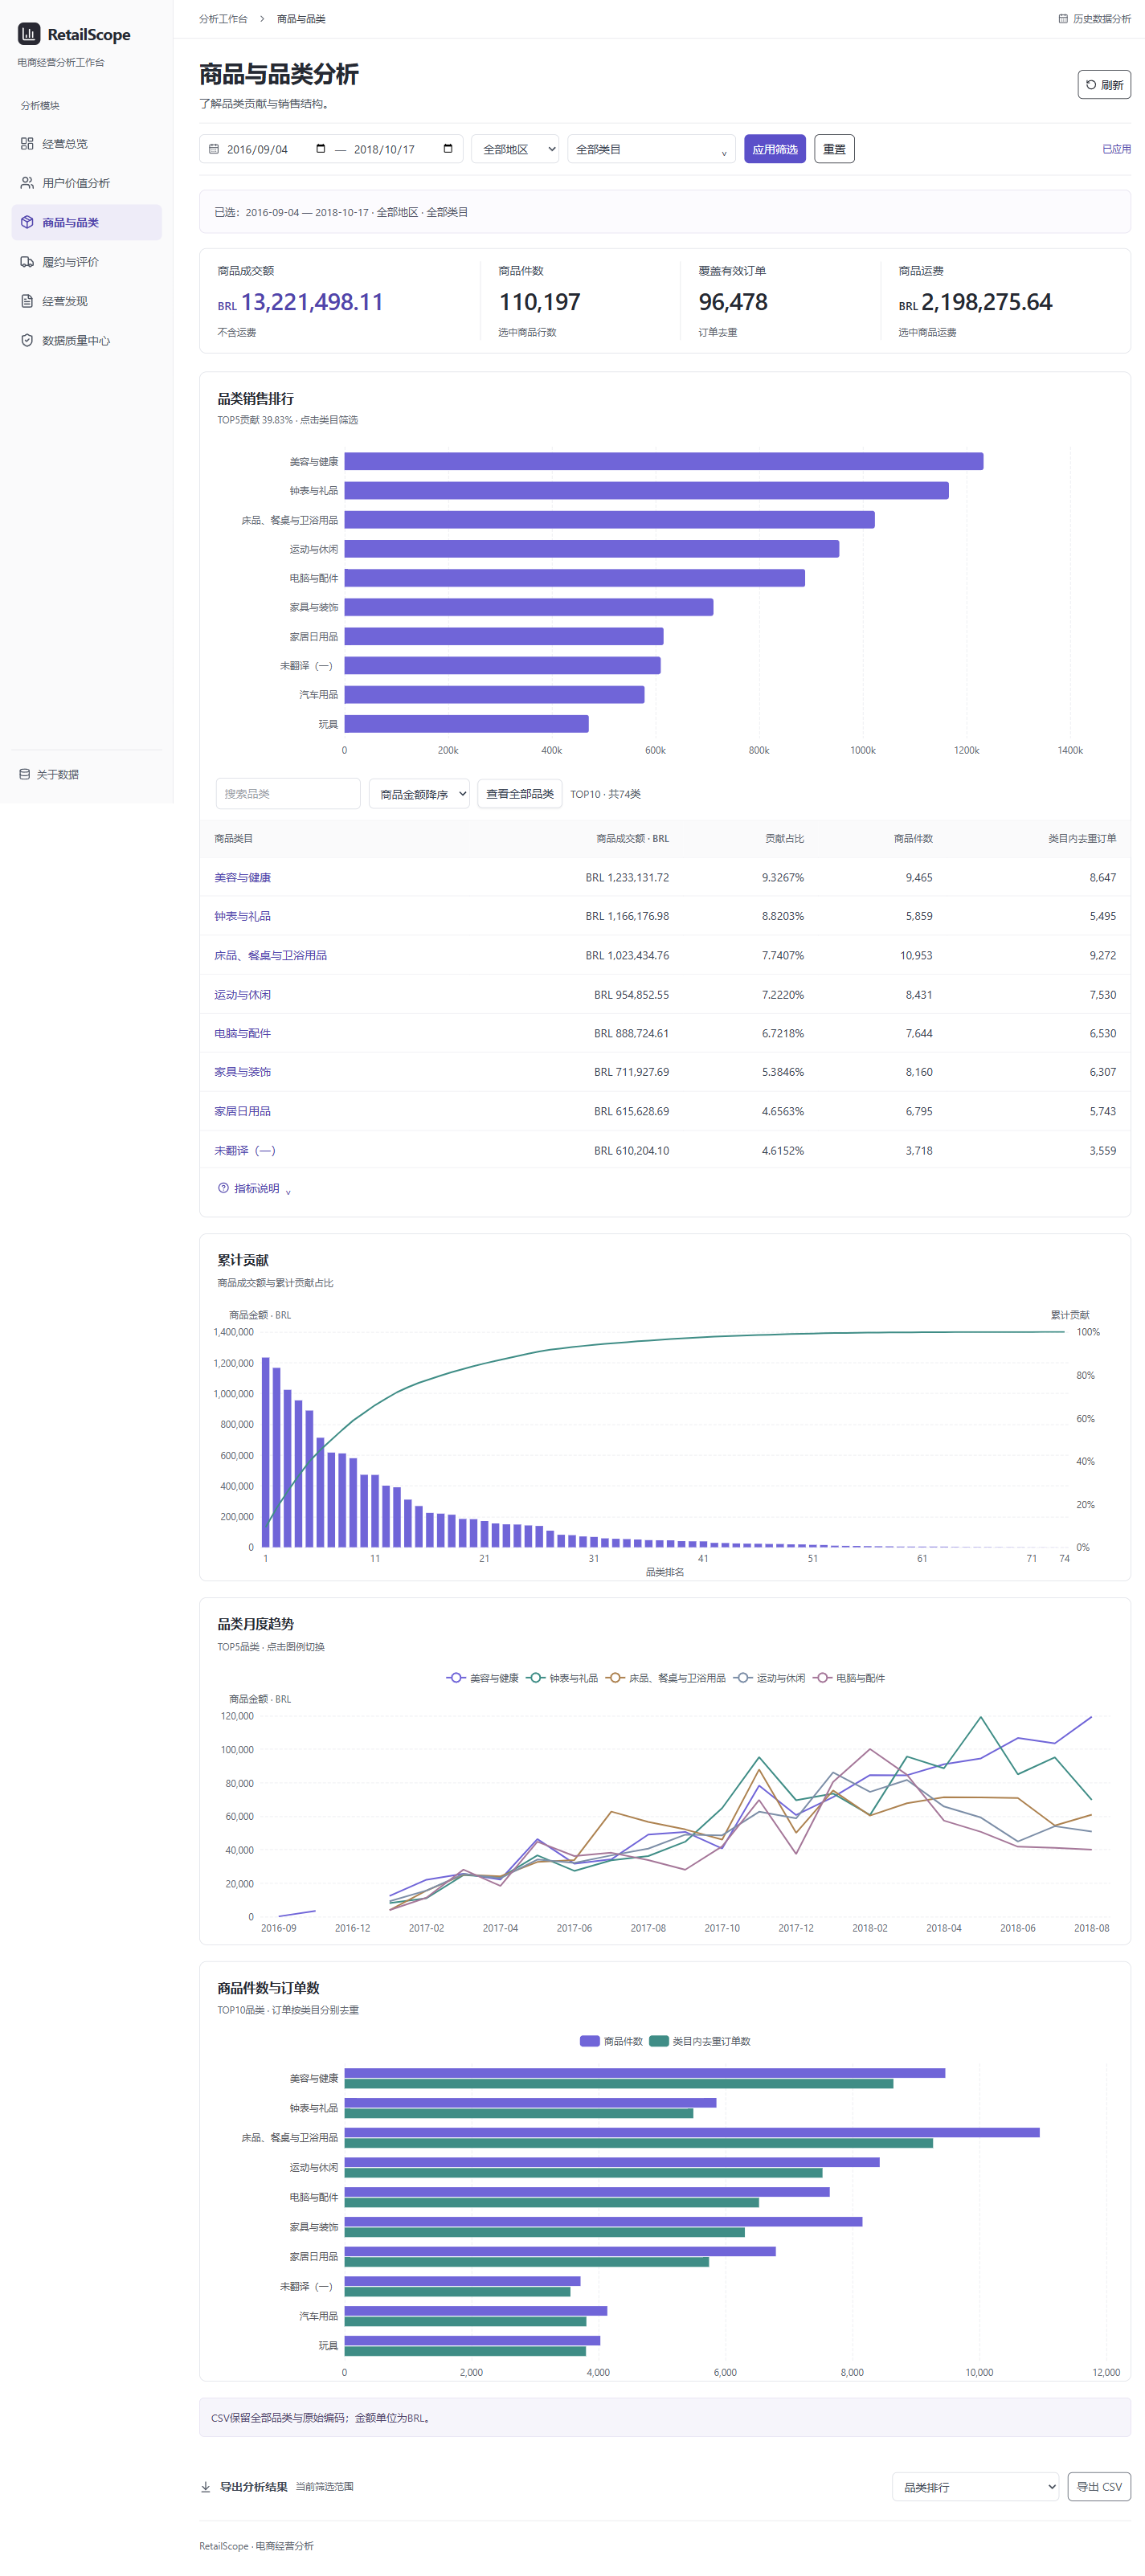 RetailScope
电商经营分析工作台
分析模块
经营总览
用户价值分析
商品与品类
履约与评价
经营发现
数据质量中心
关于数据
分析工作台 > 商品与品类
历史数据分析
商品与品类分析
了解品类贡献与销售结构。
刷新
2016/09/04 — 2018/10/17 全部地区 全部类目 应用筛选 重置 已应用
已选：2016-09-04 — 2018-10-17 · 全部地区 · 全部类目
商品成交额 商品件数 覆盖有效订单 商品运费
BRL 13,221,498.11 110,197 96,478 BRL 2,198,275.64
不含运费 选中商品行数 订单去重 选中商品运费
品类销售排行
TOP5贡献 39.83% · 点击类目筛选
美容与健康
钟表与礼品
床品、餐桌与卫浴用品
运动与休闲
电脑与配件
家具与装饰
家居日用品
未翻译（一）
汽车用品
玩具
0 200k 400k 600k 800k 1000k 1200k 1400k
搜索品类 商品金额降序 查看全部品类 TOP10 · 共74类
商品类目 商品成交额 · BRL 贡献占比 商品件数 类目内去重订单
美容与健康 BRL 1,233,131.72 9.3267% 9,465 8,647
钟表与礼品 BRL 1,166,176.98 8.8203% 5,859 5,495
床品、餐桌与卫浴用品 BRL 1,023,434.76 7.7407% 10,953 9,272
运动与休闲 BRL 954,852.55 7.2220% 8,431 7,530
电脑与配件 BRL 888,724.61 6.7218% 7,644 6,530
家具与装饰 BRL 711,927.69 5.3846% 8,160 6,307
家居日用品 BRL 615,628.69 4.6563% 6,795 5,743
未翻译（一） BRL 610,204.10 4.6152% 3,718 3,559
指标说明
累计贡献
商品成交额与累计贡献占比
商品金额 · BRL 累计贡献
1,400,000 100%
1,200,000
80%
1,000,000
800,000
60%
600,000
40%
400,000
20%
200,000
0 0%
1 11 21 31 41 51 61 71 74
品类排名
品类月度趋势
TOP5品类 · 点击图例切换
美容与健康 钟表与礼品 床品、餐桌与卫浴用品 运动与休闲 电脑与配件
商品金额 · BRL
120,000
100,000
80,000
60,000
40,000
20,000
0
2016-09 2016-12 2017-02 2017-04 2017-06 2017-08 2017-10 2017-12 2018-02 2018-04 2018-06 2018-08
商品件数与订单数
TOP10品类 · 订单按类目分别去重
商品件数 类目内去重订单数
美容与健康
钟表与礼品
床品、餐桌与卫浴用品
运动与休闲
电脑与配件
家具与装饰
家居日用品
未翻译（一）
汽车用品
玩具
0 2,000 4,000 6,000 8,000 10,000 12,000
CSV保留全部品类与原始编码；金额单位为BRL。
导出分析结果 当前筛选范围
品类排行 导出 CSV
RetailScope · 电商经营分析